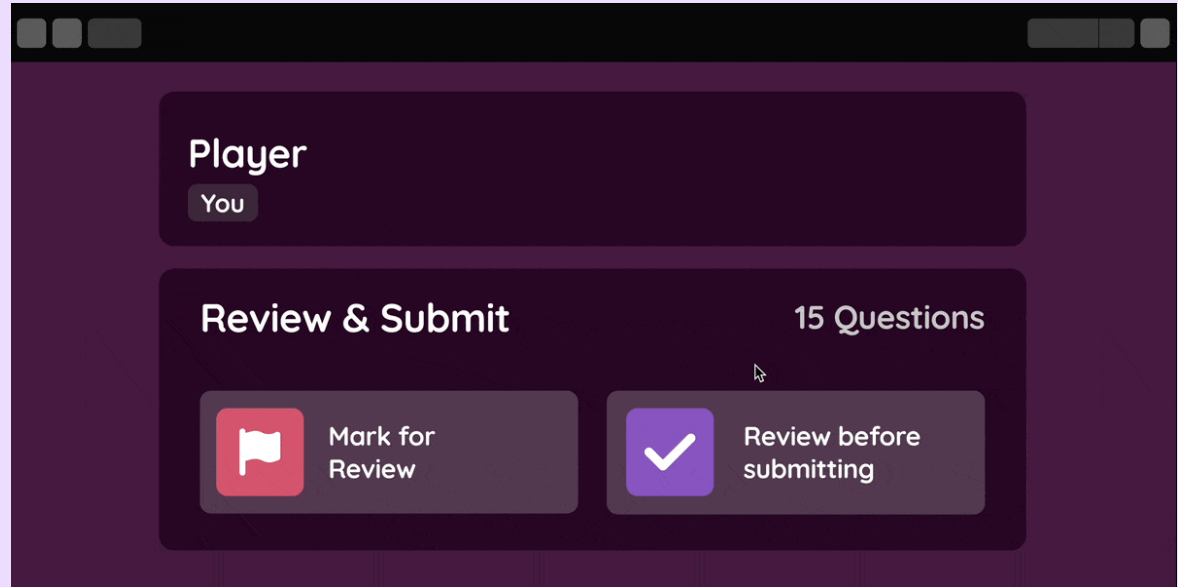 Player
You
Review & Submit
15 Questions
Mark for
Review
Review before
submitting